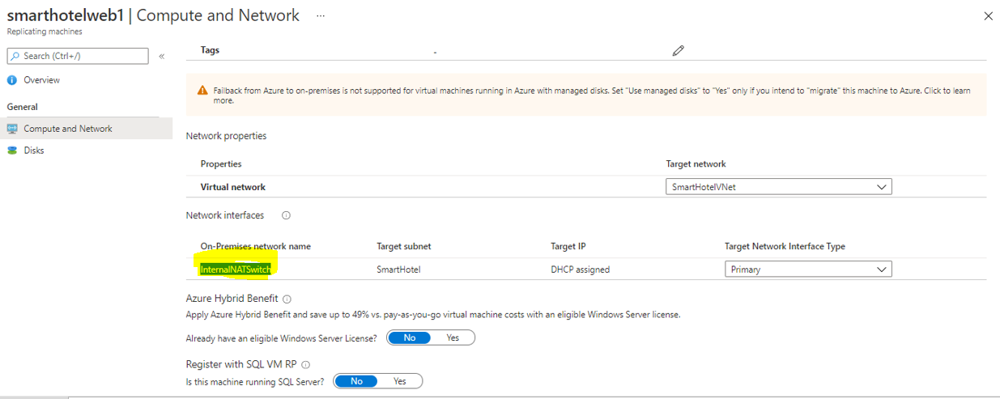 smarthotelweb1 | Compute and Network ...
Replicating machines
Search (Ctrl+/)
«
Overview
General
Compute and Network
Disks
Tags
-
Failback from Azure to on-premises is not supported for virtual machines running in Azure with managed disks. Set "Use managed disks" to "Yes" only if you intend to "migrate" this machine to Azure. Click to learn
more.
Network properties
Properties Target network
Virtual network SmartHotelVNet
Network interfaces
On-Premises network name Target subnet Target IP Target Network Interface Type
InternalNATSwitch SmartHotel DHCP assigned Primary
Azure Hybrid Benefit
Apply Azure Hybrid Benefit and save up to 49% vs. pay-as-you-go virtual machine costs with an eligible Windows Server license.
Already have an eligible Windows Server License? No Yes
Register with SQL VM RP
Is this machine running SQL Server? No Yes